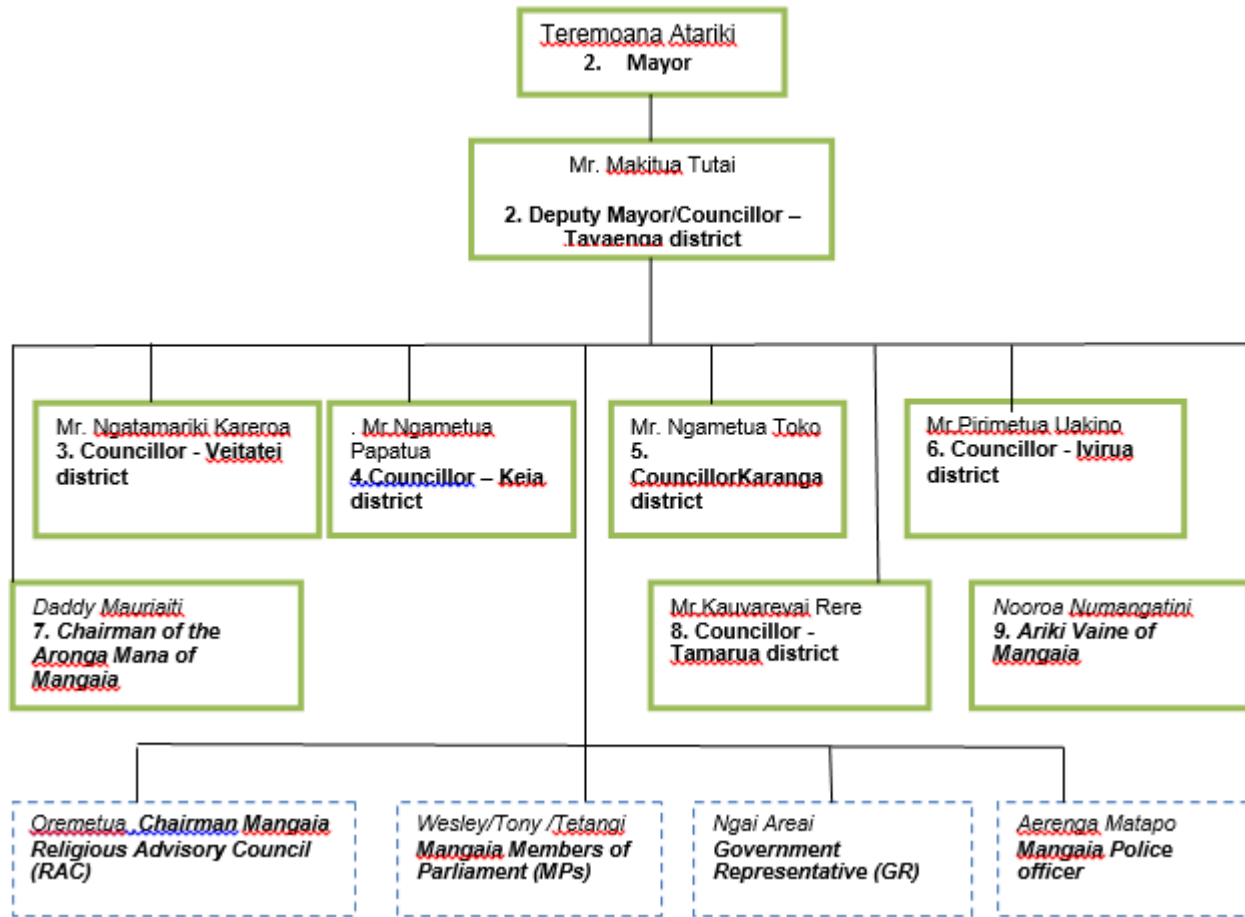 Teremoana Atariki
2. Mayor
Mr. Makitua Tutai
2. Deputy Mayor/Councillor –
Tavaenga district
Mr. Ngatamariki Kareroa
3. Councillor - Veitatei
district
. Mr.Ngametua
Papatua
4.Councillor – Keia
district
Mr. Ngametua Toko
5.
CouncillorKaranga
district
Mr.Pirimetua Uakino
6. Councillor - Ivirua
district
Daddy Mauriaiti
7. Chairman of the
Aronga Mana of
Mangaia
Mr.Kauvarevai Rere
8. Councillor -
Tamarua district
Nooroa Numangatini
9. Ariki Vaine of
Mangaia
Oremetua ,Chairman Mangaia
Religious Advisory Council
(RAC)
Wesley/Tony /Tetangi
Mangaia Members of
Parliament (MPs)
Ngai Areai
Government
Representative (GR)
Aerenga Matapo
Mangaia Police
officer